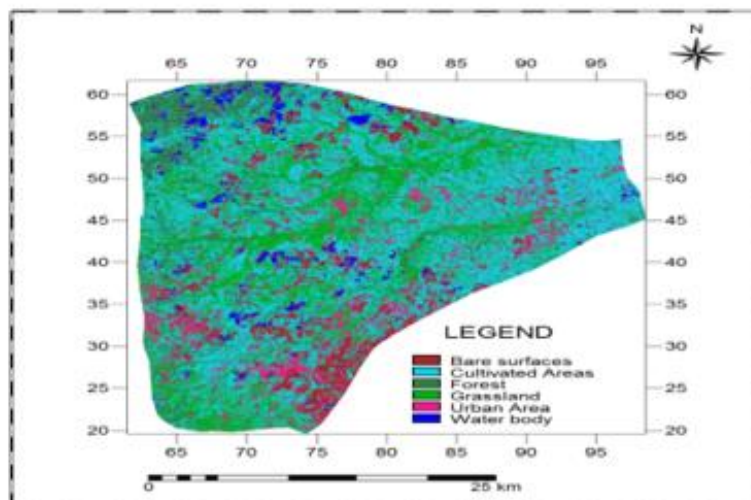 N
65 70 75 80 85 90 95
60 60
55 55
50 50
45 45
40 40
35 35
30 30
25 25
20 20
LEGEND
Bare surfaces
Cultivated Areas
Forest
Grassland
Urban Area
Water body
65 70 75 80 85 90 95
0 25 km